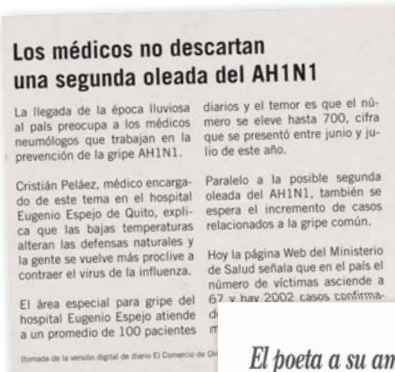 Los médicos no descartan
una segunda oleada del AH1N1
La llegada de la época lluviosa
al país preocupa a los médicos
neumólogos que trabajan en la
prevención de la gripe AH1N1.
Cristián Peláez, médico encarga-
do de este tema en el hospital
Eugenio Espejo de Quito, expli-
ca que las bajas temperaturas
alteran las defensas naturales y
la gente se vuelve más proclive a
contraer el virus de la influenza.
El área especial para gripe del
hospital Eugenio Espejo atiende
a un promedio de 100 pacientes
diarios y el temor es que el nú-
mero se eleve hasta 700, cifra
que se presentó entre junio y ju-
lio de este año.
Paralelo a la posible segunda
oleada del AH1N1, también se
espera el incremento de casos
relacionados a la gripe común.
Hoy la página Web del Ministerio
de Salud señala que en el país el
número de víctimas asciende a
67 y hay 2002 casos confirma-
(tomada de la versión digital de diario El Comercio de
El poeta a su am